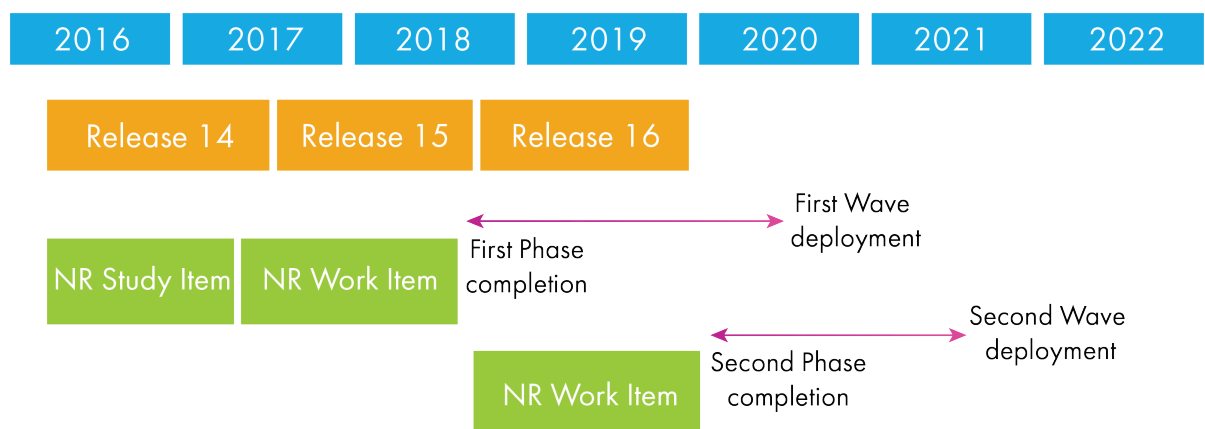 2016 2017 2018 2019 2020 2021 2022
Release 14 Release 15 Release 16
First Wave
deployment
First Phase
completion
NR Study Item NR Work Item
Second Wave
deployment
Second Phase
completion
NR Work Item